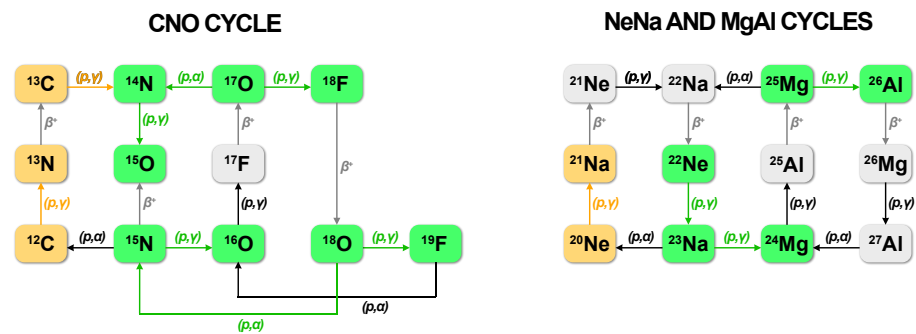 CNO CYCLE
NeNa AND MgAl CYCLES
¹³C (p,γ) ¹⁴N (p,α) ¹⁷O (p,γ) ¹⁸F
β⁺ (p,γ) β⁺ β⁺
¹³N ¹⁵O ¹⁷F
(p,γ) β⁺ (p,γ)
¹²C (p,α) ¹⁵N (p,γ) ¹⁶O ¹⁸O (p,γ) ¹⁹F
(p,α)
(p,α)
²¹Ne (p,γ) ²²Na (p,α) ²⁵Mg (p,γ) ²⁶Al
β⁺ β⁺ β⁺ β⁺
²¹Na ²²Ne ²⁵Al ²⁶Mg
(p,γ) (p,γ) (p,γ) (p,γ)
²⁰Ne (p,α) ²³Na (p,γ) ²⁴Mg (p,α) ²⁷Al